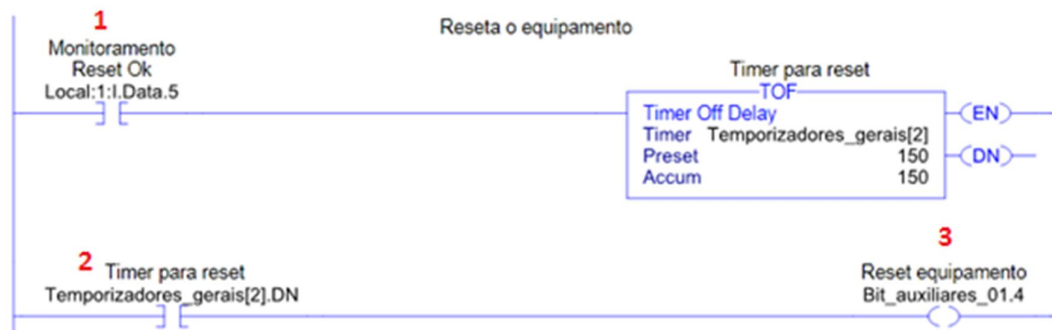 1
Reseta o equipamento
Monitoramento
Reset Ok
Local:1:I.Data.5
Timer para reset
TOF
Timer Off Delay
EN
Timer Temporizadores_gerais[2]
Preset 150
DN
Accum 150
2
Timer para reset
Temporizadores_gerais[2].DN
3
Reset equipamento
Bit_auxiliares_01.4